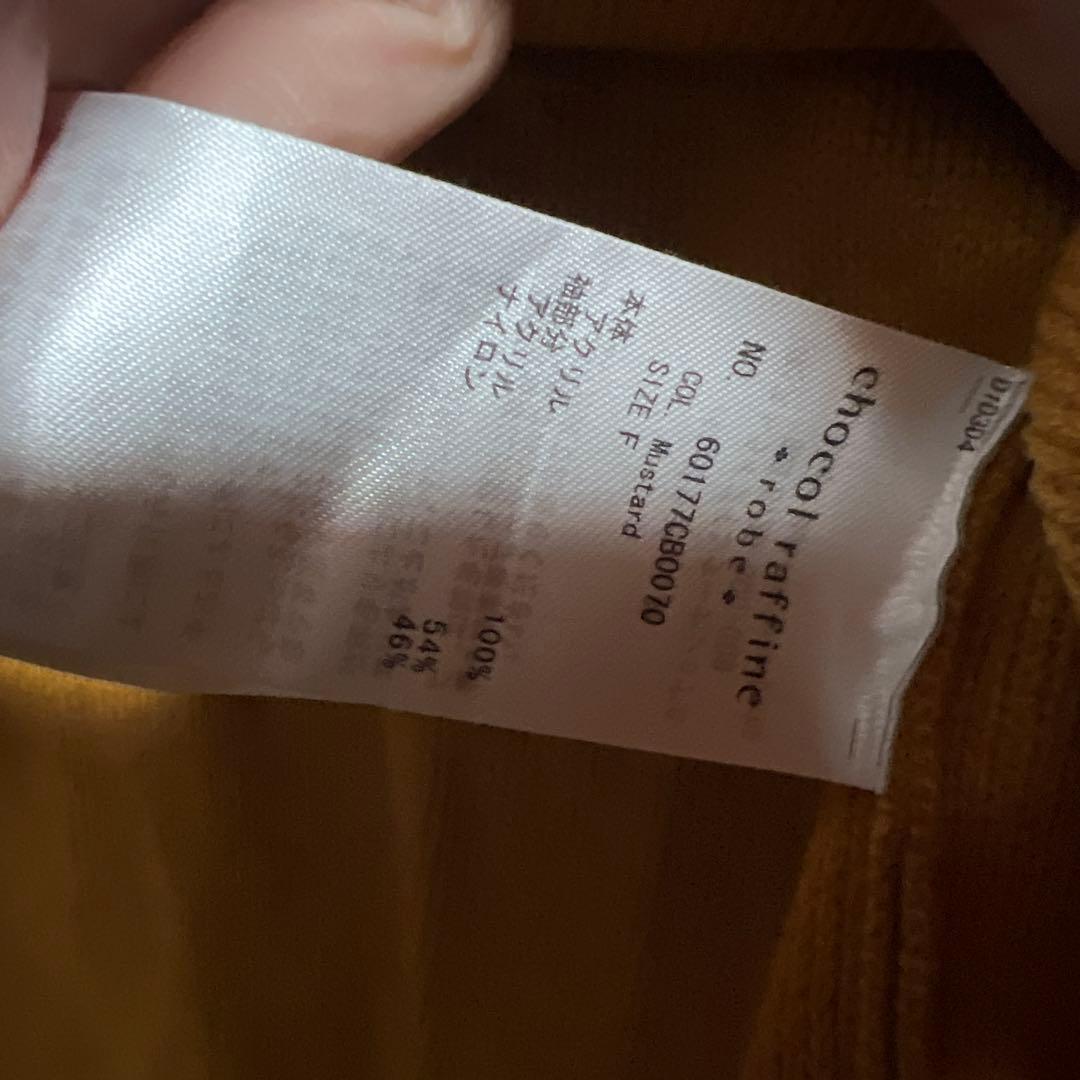 D1D3D4
chocol raffine
robe
NO. 60177CB0070
COL Mustard
SIZE F
本体
アクリル 100%
袖部分
アクリル 54%
ナイロン 46%